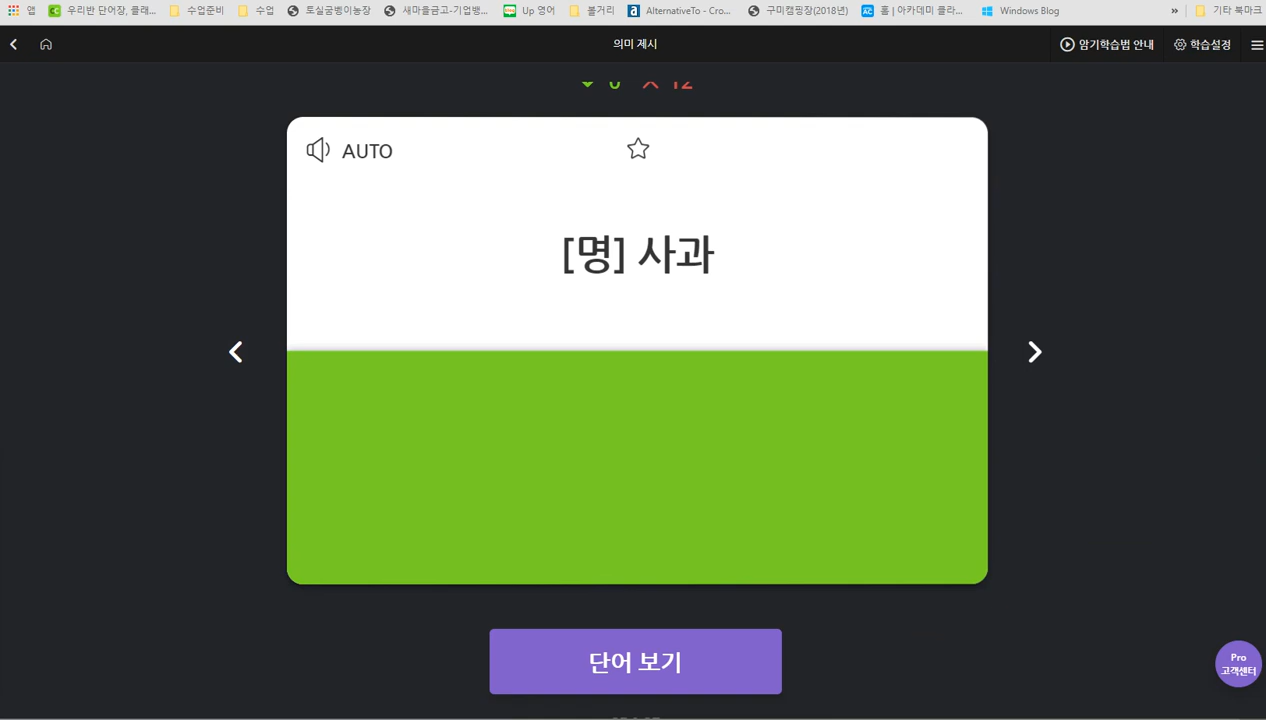 앱 우리반 단어장, 클래... 수업준비 수업 토실굼벵이농장 새마을금고-기업뱅... Up 영어 볼거리 AlternativeTo - Cro... 구미캠핑장(2018년) 홈 | 아카데미 클라... Windows Blog » 기타 북마크
의미 제시 암기학습법 안내 학습설정
AUTO
[명] 사과
단어 보기
Pro
고객센터